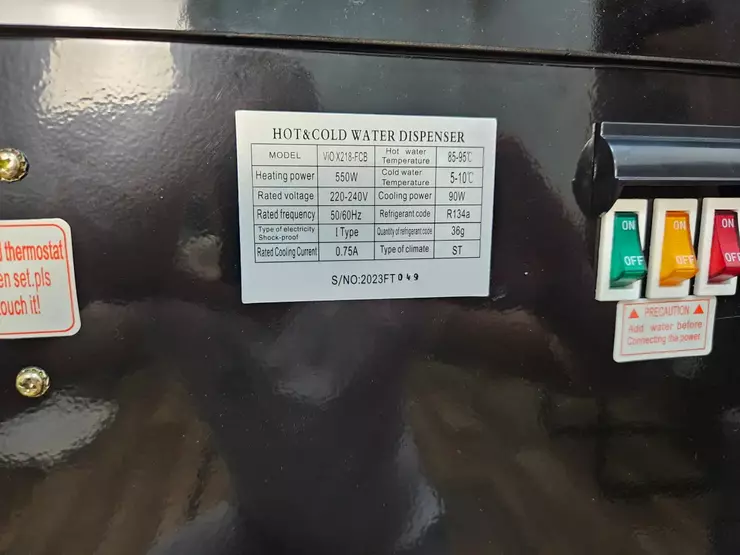 HOT&COLD WATER DISPENSER
MODEL ViO X218-FCB Hot water Temperature 85-95℃
Heating power 550W Cold water Temperature 5-10℃
Rated voltage 220-240V Cooling power 90W
Rated frequency 50/60Hz Refrigerant code R134a
Type of electricity Shock-proof I Type Quantity of refrigerant code 36g
Rated Cooling Current 0.75A Type of climate ST
S/NO:2023FT049
thermostat
en set.pls
ouch it!
ON ON ON
OFF OFF OFF
PRECAUTION
Add water before
Connecting the power.